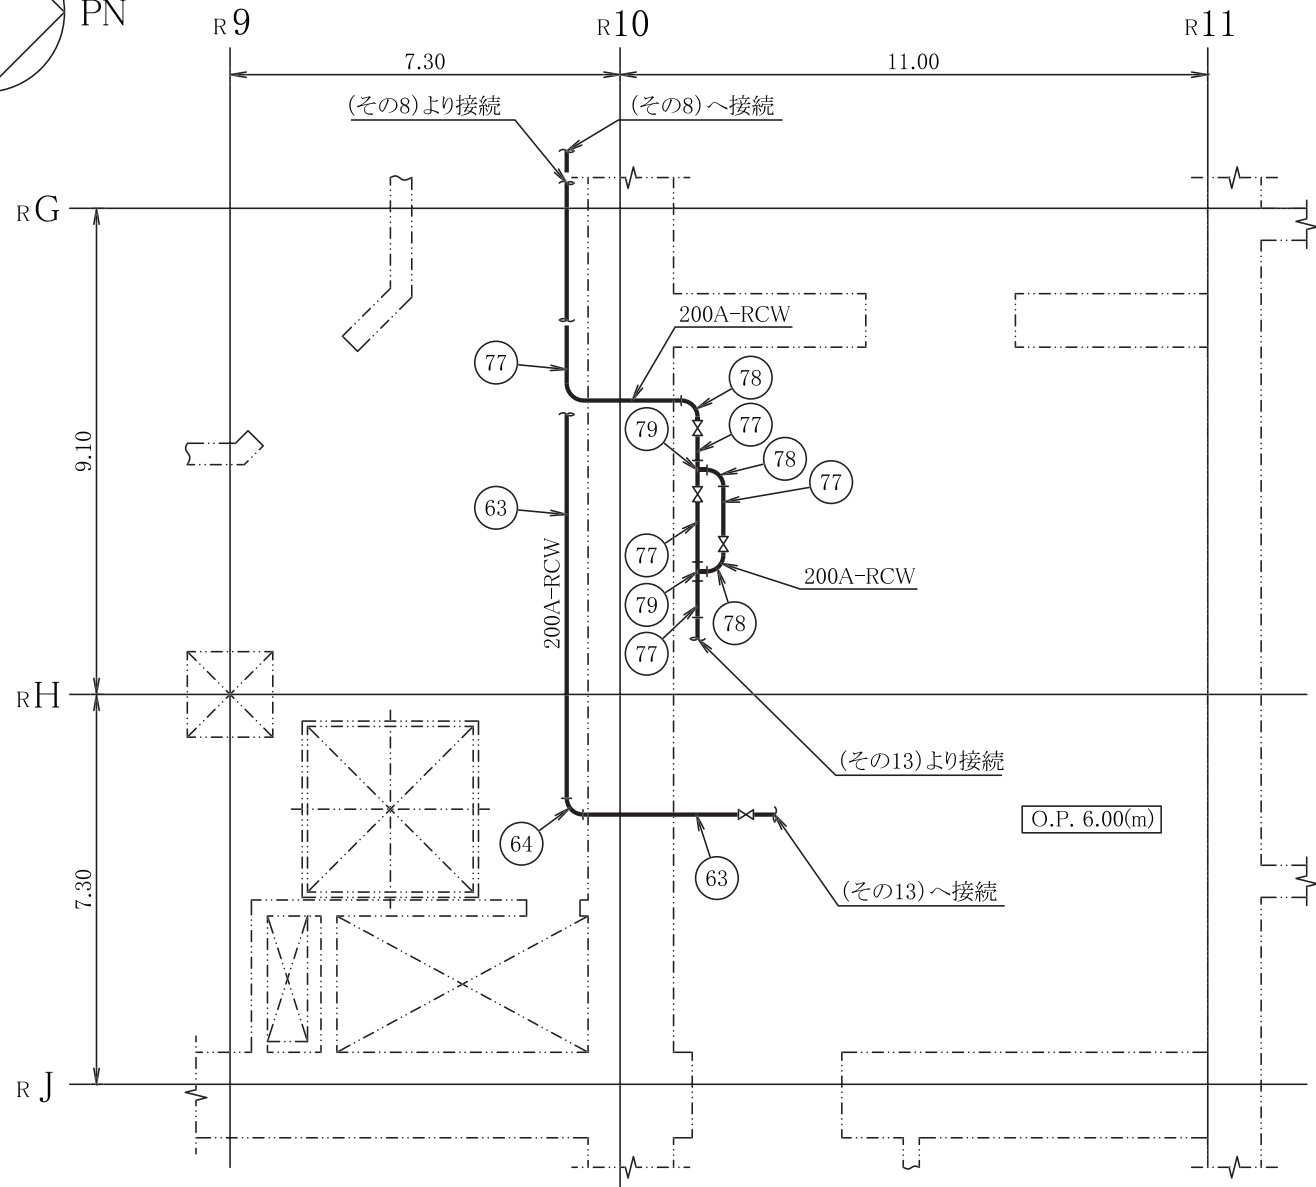 PN
R9
R10
R11
7.30
11.00
(その8)より接続
(その8)へ接続
RG
200A-RCW
77
78
79
77
78
77
9.10
63
200A-RCW
77
200A-RCW
79
78
77
RH
(その13)より接続
O.P. 6.00(m)
64
63
7.30
(その13)へ接続
RJ